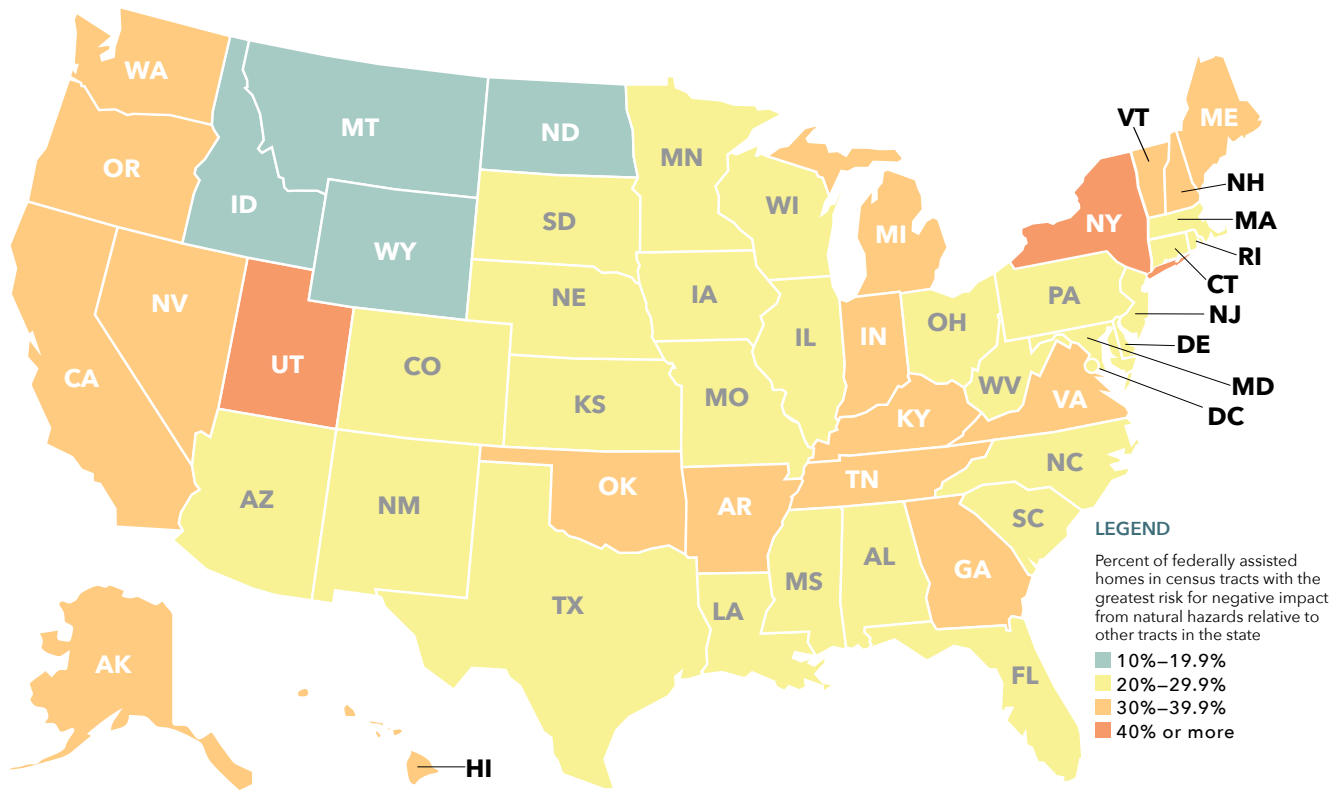 WA
OR
CA
NV
ID
MT
WY
UT
AZ
ND
SD
NE
CO
KS
NM
OK
TX
MN
IA
MO
AR
LA
WI
IL
MI
IN
OH
KY
TN
MS
AL
GA
FL
SC
NC
VA
WV
PA
NY
VT
ME
NH
MA
RI
CT
NJ
DE
MD
DC
AK
HI
LEGEND
Percent of federally assisted
homes in census tracts with the
greatest risk for negative impact
from natural hazards relative to
other tracts in the state
10%–19.9%
20%–29.9%
30%–39.9%
40% or more